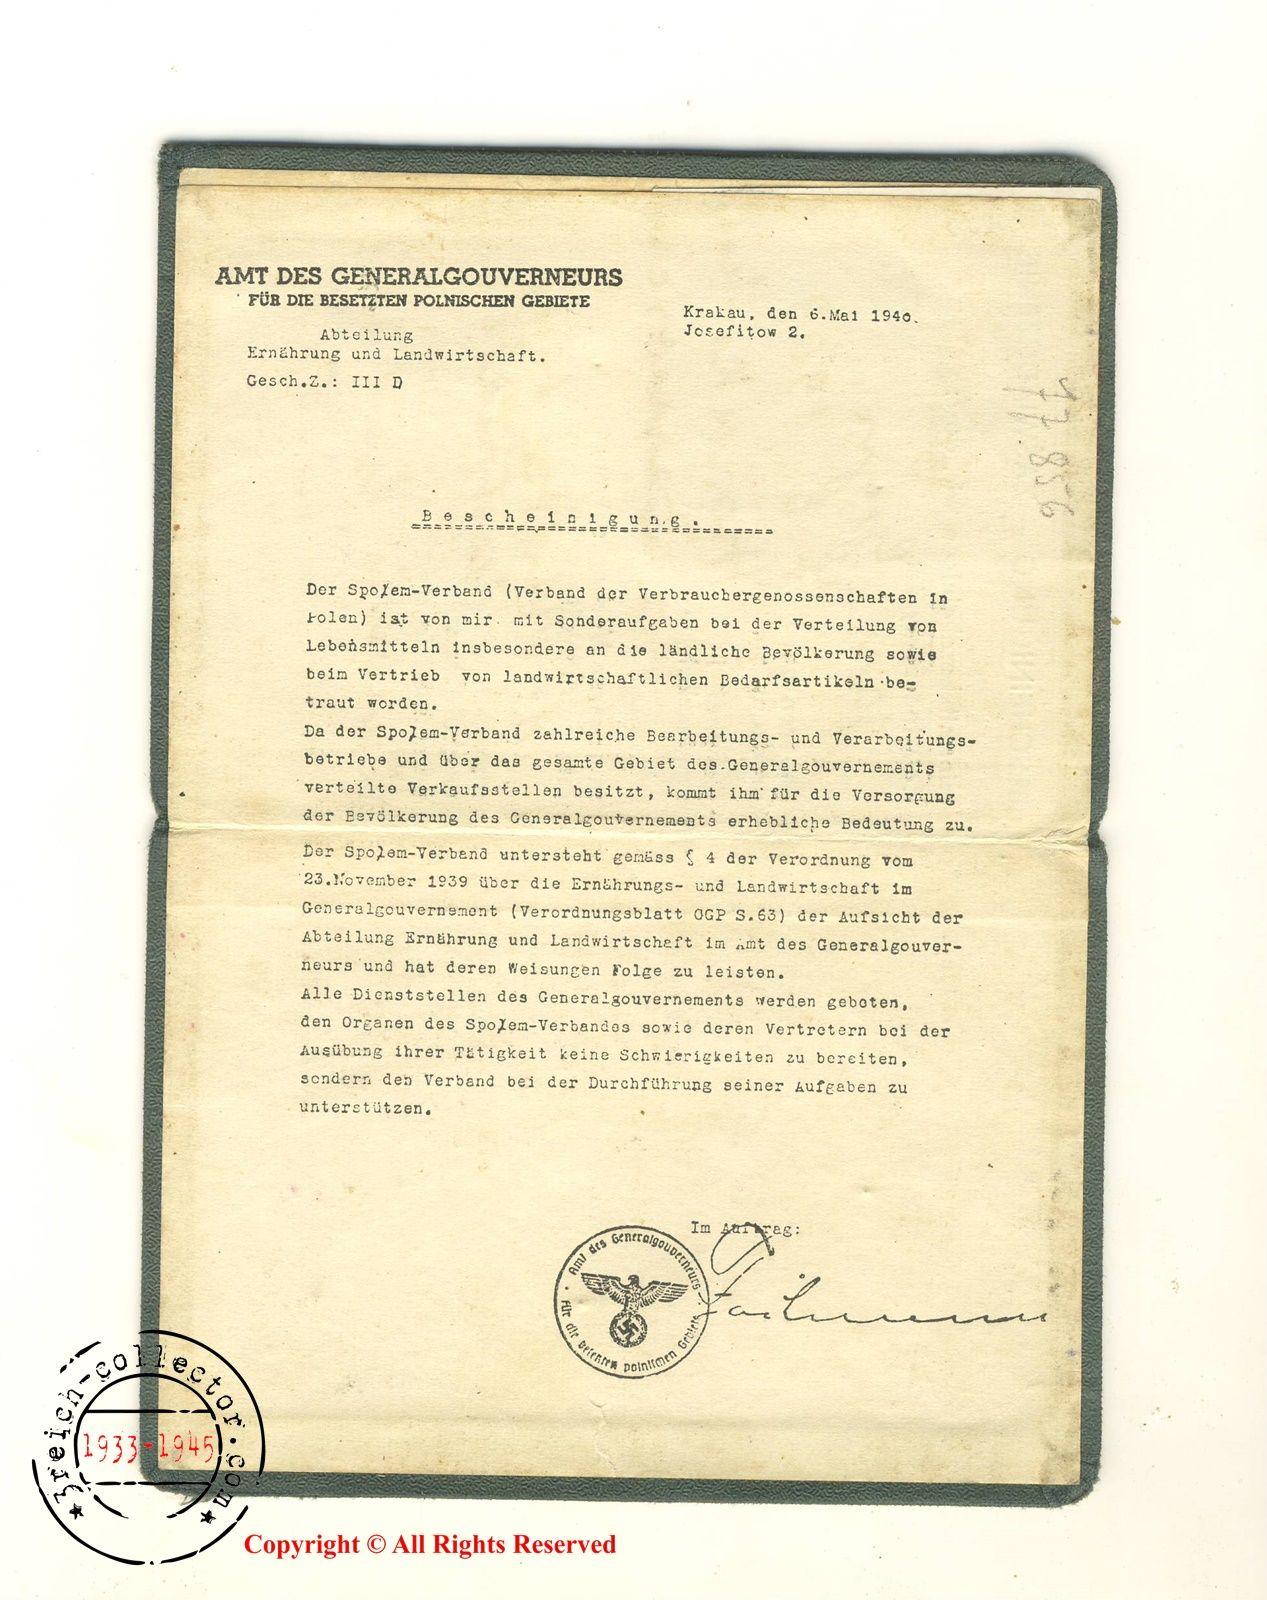 AMT DES GENERALGOUVERNEURS
FÜR DIE BESETZTEN POLNISCHEN GEBIETE
Abteilung
Ernährung und Landwirtschaft.
Gesch.Z.: III D
Krakau, den 6.Mai 1940.
Josefitow 2.
Bescheinigung.
Der Społem-Verband (Verband der Verbrauchergenossenschaften in
Polen) ist von mir mit Sonderaufgaben bei der Verteilung von
Lebensmitteln insbesondere an die ländliche Bevölkerung sowie
beim Vertrieb von landwirtschaftlichen Bedarfsartikeln be-
traut worden.
Da der Społem-Verband zahlreiche Bearbeitungs- und Verarbeitungs-
betriebe und über das gesamte Gebiet des Generalgouvernements
verteilte Verkaufsstellen besitzt, kommt ihm für die Versorgung
der Bevölkerung des Generalgouvernements erhebliche Bedeutung zu.
Der Społem-Verband untersteht gemäss § 4 der Verordnung vom
23.November 1939 über die Ernährungs- und Landwirtschaft im
Generalgouvernement (Verordnungsblatt OGP S.63) der Aufsicht der
Abteilung Ernährung und Landwirtschaft im Amt des Generalgouver-
neurs und hat deren Weisungen Folge zu leisten.
Alle Dienststellen des Generalgouvernements werden geboten,
den Organen des Społem-Verbandes sowie deren Vertretern bei der
Ausübung ihrer Tätigkeit keine Schwierigkeiten zu bereiten,
sondern den Verband bei der Durchführung seiner Aufgaben zu
unterstützen.
Im Auftrag:
Amt des Generalgouverneurs
für die besetzten polnischen Gebiete
3reich-collector.com
1933-1945
Copyright © All Rights Reserved